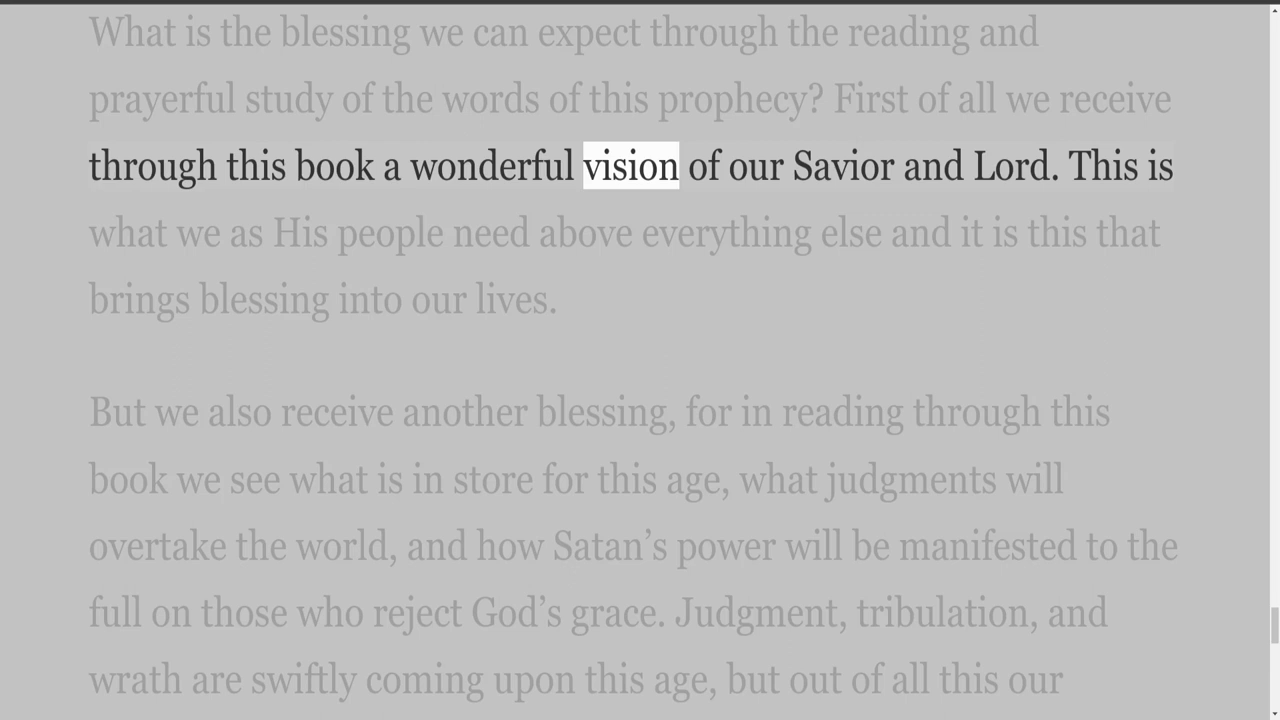 What is the blessing we can expect through the reading and
prayerful study of the words of this prophecy? First of all we receive
through this book a wonderful vision of our Savior and Lord. This is
what we as His people need above everything else and it is this that
brings blessing into our lives.
But we also receive another blessing, for in reading through this
book we see what is in store for this age, what judgments will
overtake the world, and how Satan’s power will be manifested to the
full on those who reject God’s grace. Judgment, tribulation, and
wrath are swiftly coming upon this age, but out of all this our